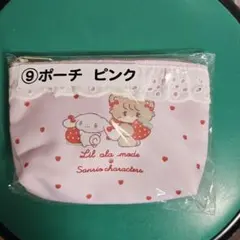 ⑨ポーチ ピンク
Lil' ala mode
Sanrio characters